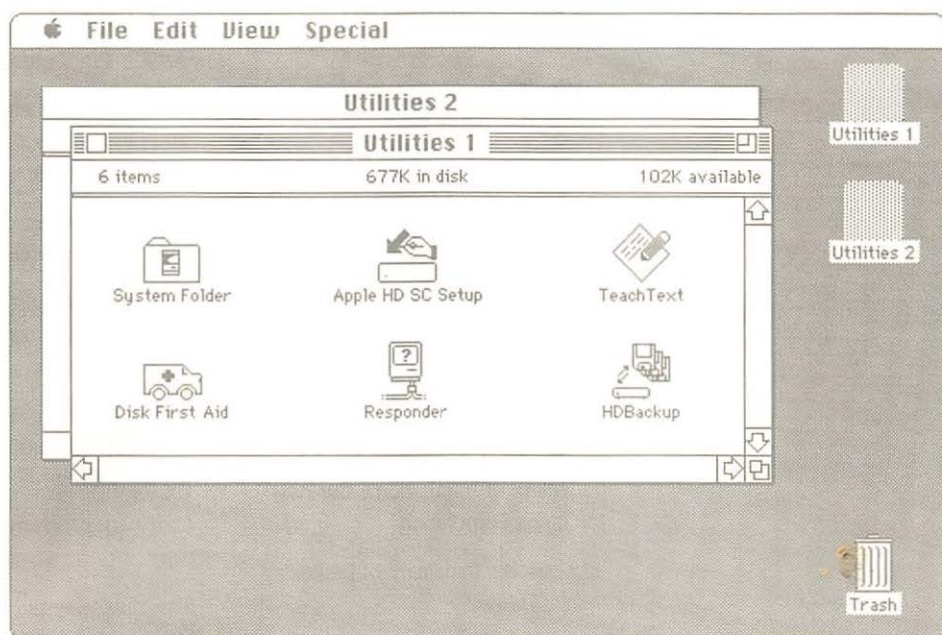 File Edit View Special
Utilities 2
Utilities 1
6 items 677K in disk 102K available
System Folder Apple HD SC Setup TeachText
Disk First Aid Responder HDBackup
Utilities 1
Utilities 2
Trash